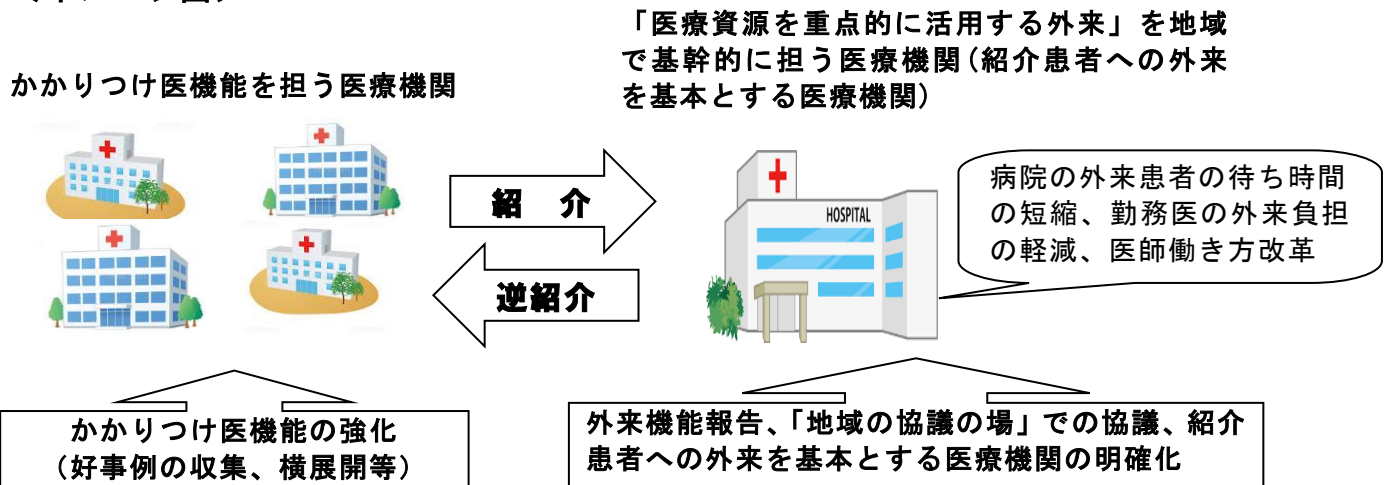 「医療資源を重点的に活用する外来」を地域
で基幹的に担う医療機関(紹介患者への外来
を基本とする医療機関)
かかりつけ医機能を担う医療機関
紹 介
逆紹介
HOSPITAL
病院の外来患者の待ち時間
の短縮、勤務医の外来負担
の軽減、医師働き方改革
かかりつけ医機能の強化
(好事例の収集、横展開等)
外来機能報告、「地域の協議の場」での協議、紹介
患者への外来を基本とする医療機関の明確化